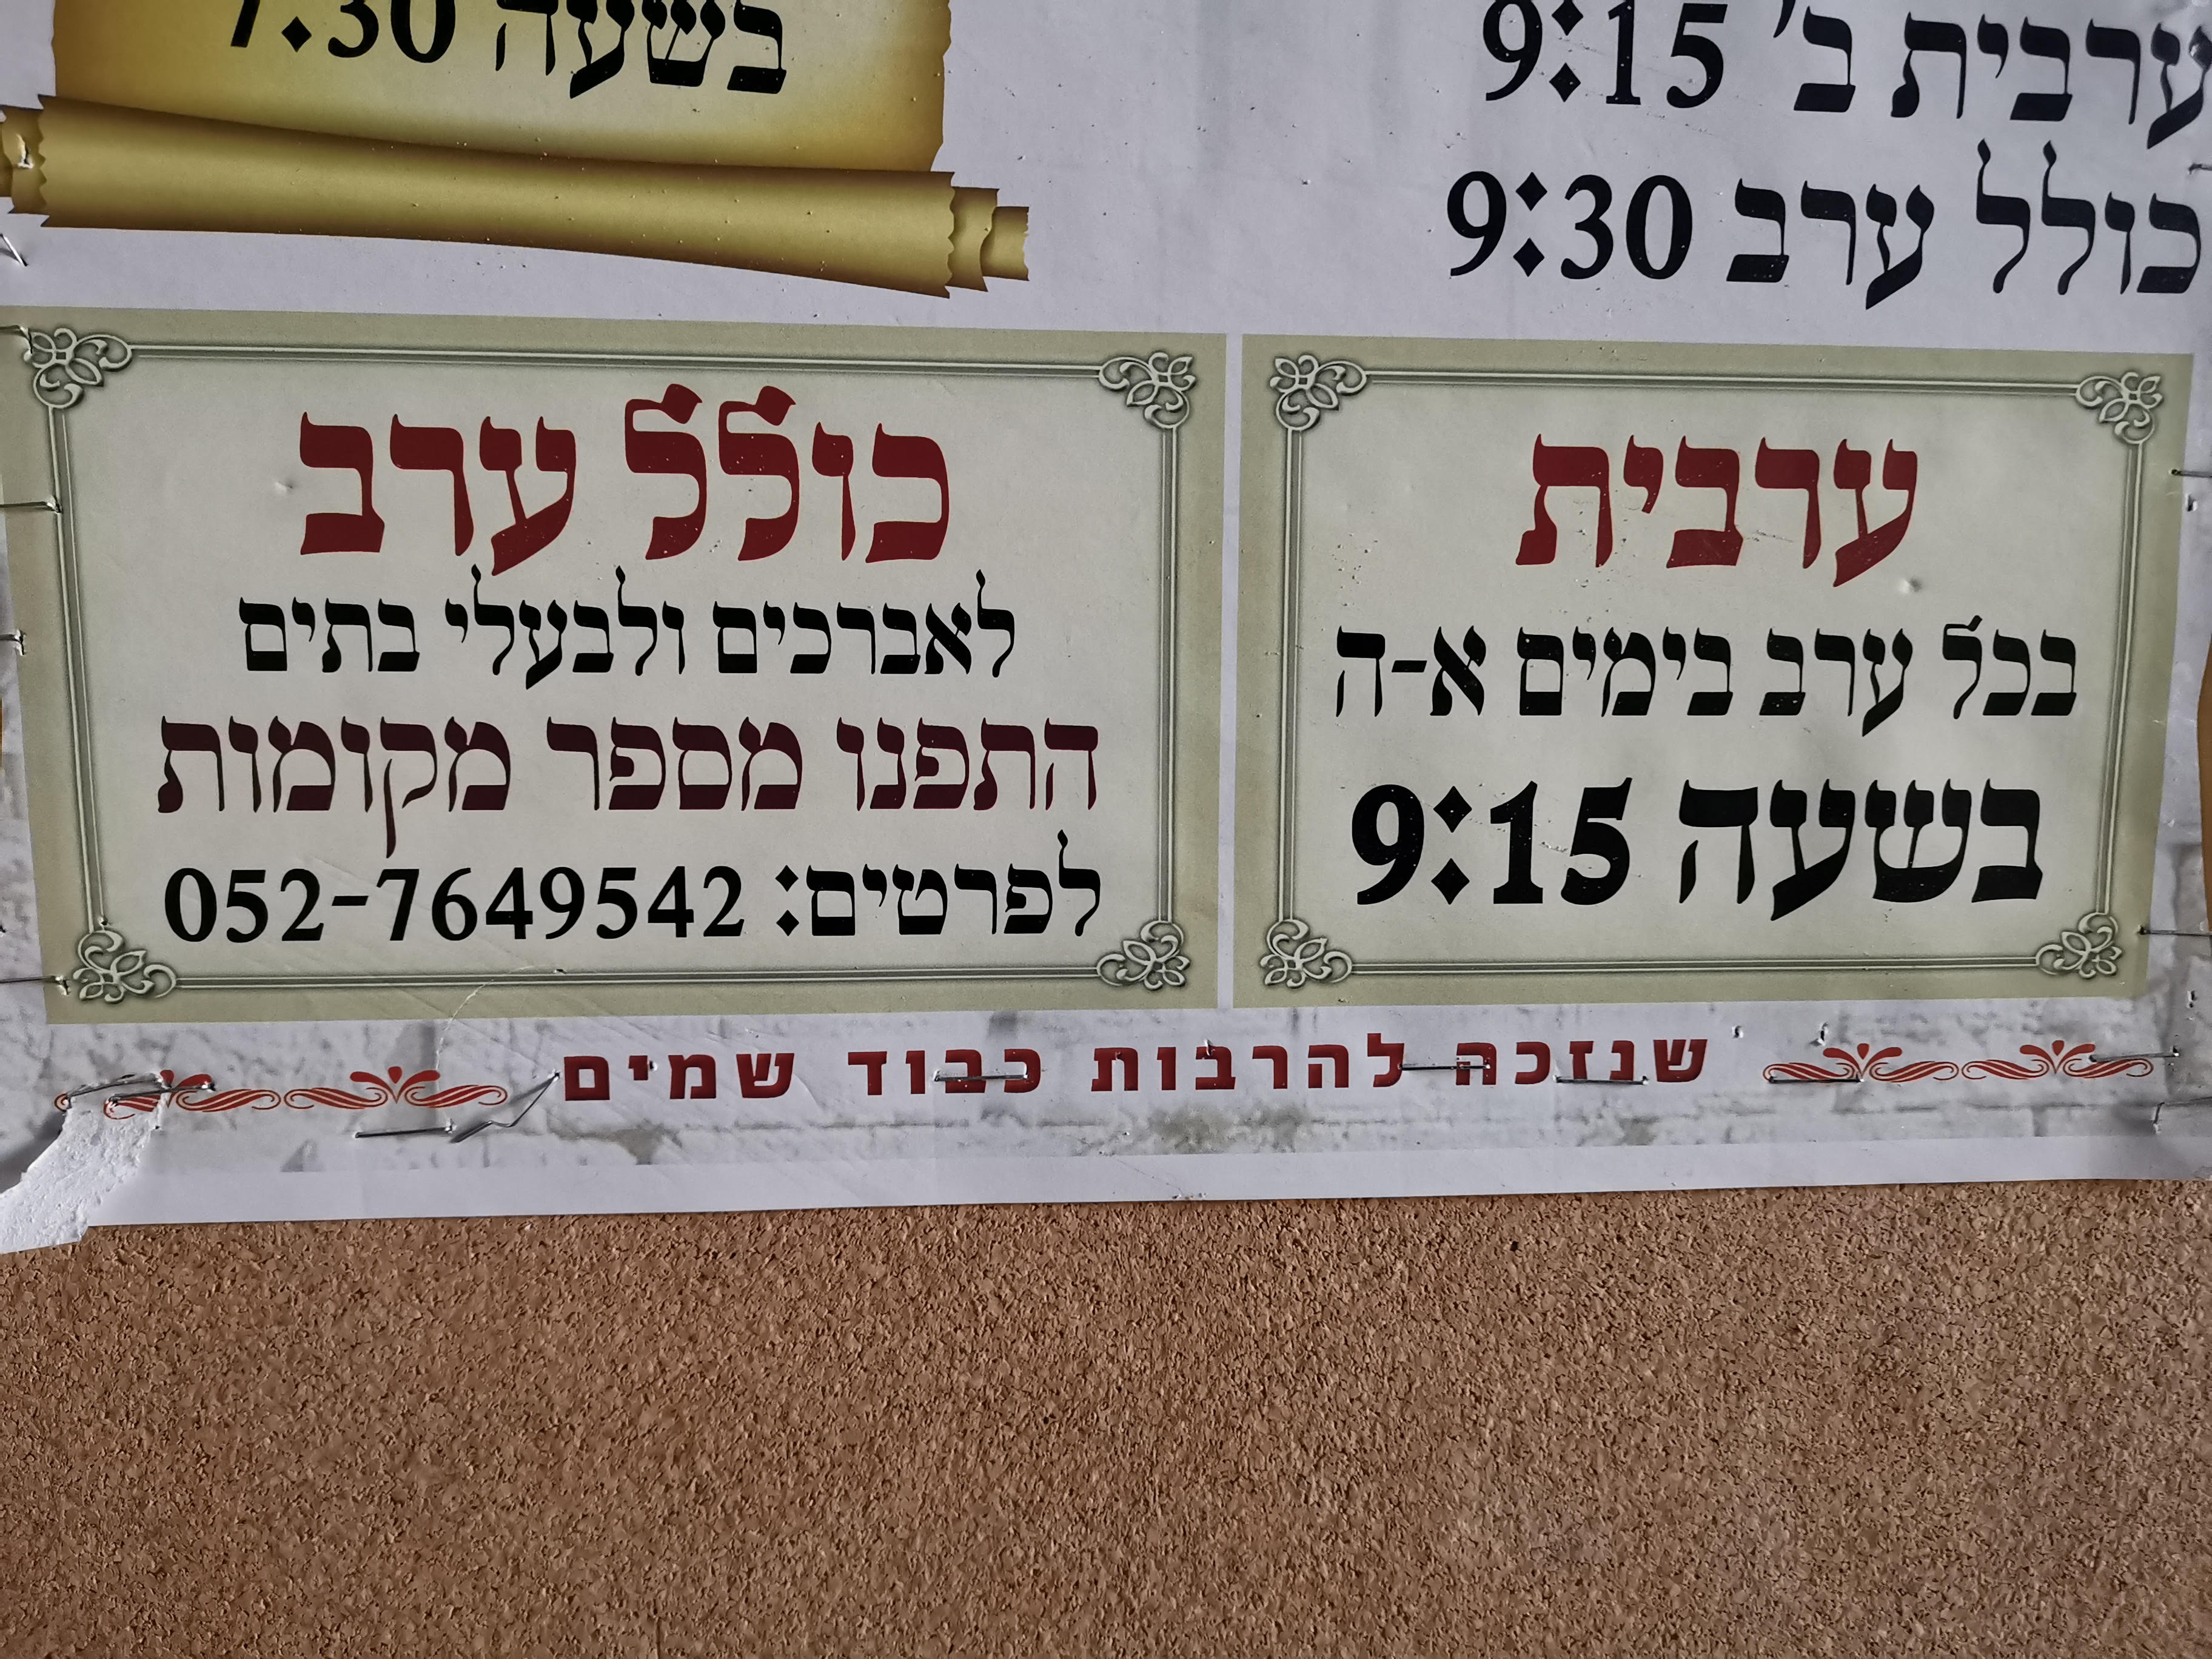 ערבית ב' 9:15
כולל ערב 9:30
בשעה 7:30
ערבית
בכל ערב בימים א-ה
בשעה 9:15
כולל ערב
לאברכים ולבעלי בתים
התפנו מספר מקומות
לפרטים: 052-7649542
שנזכה להרבות כבוד שמים